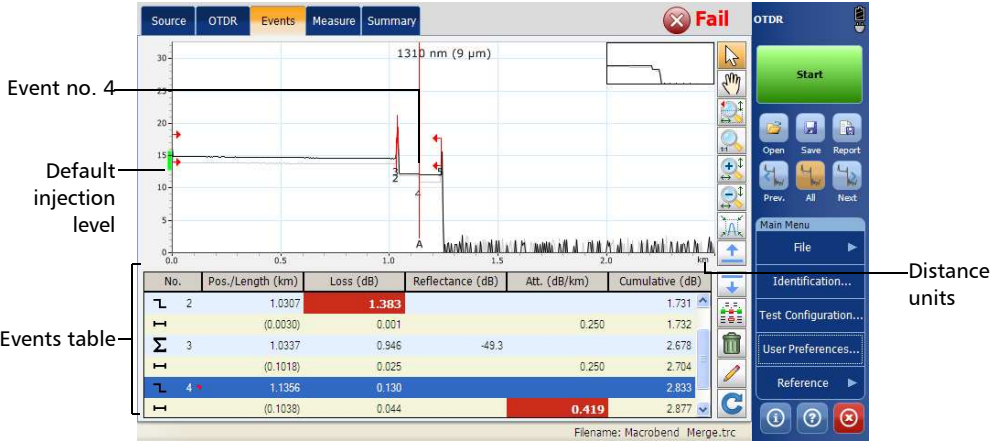 Source OTDR Events Measure Summary Fail
OTDR
1310 nm (9 µm)
30
25
20
15
10
5
0
0.0 0.5 1.0 1.5 2.0 km
3
2
4
5
A
Event no. 4
Default
injection
level
Events table
Distance
units
No. Pos./Length (km) Loss (dB) Reflectance (dB) Att. (dB/km) Cumulative (dB)
2 1.0307 1.383 1.731
(0.0030) 0.001 0.250 1.732
Σ 3 1.0337 0.946 -49.3 2.678
(0.1018) 0.025 0.250 2.704
4 1.1356 0.130 2.833
(0.1038) 0.044 0.419 2.877
Filename: Macrobend Merge.trc
1:1
A
Start
Open Save Report
Prev. All Next
Main Menu
File
Identification...
Test Configuration...
User Preferences...
Reference